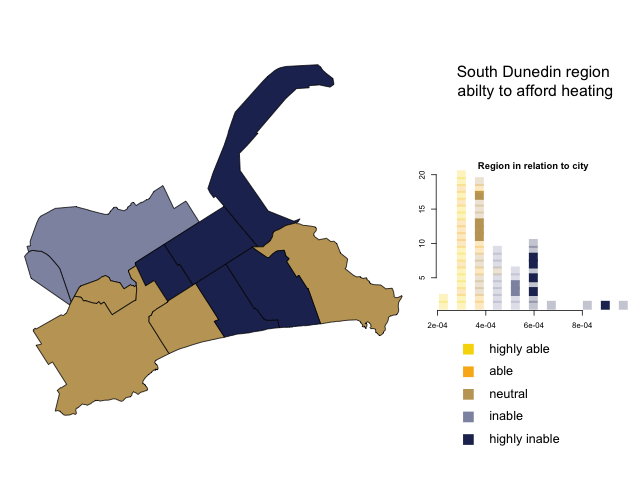 South Dunedin region
abilty to afford heating
Region in relation to city
20
15
10
5
2e-04 4e-04 6e-04 8e-04
highly able
able
neutral
inable
highly inable